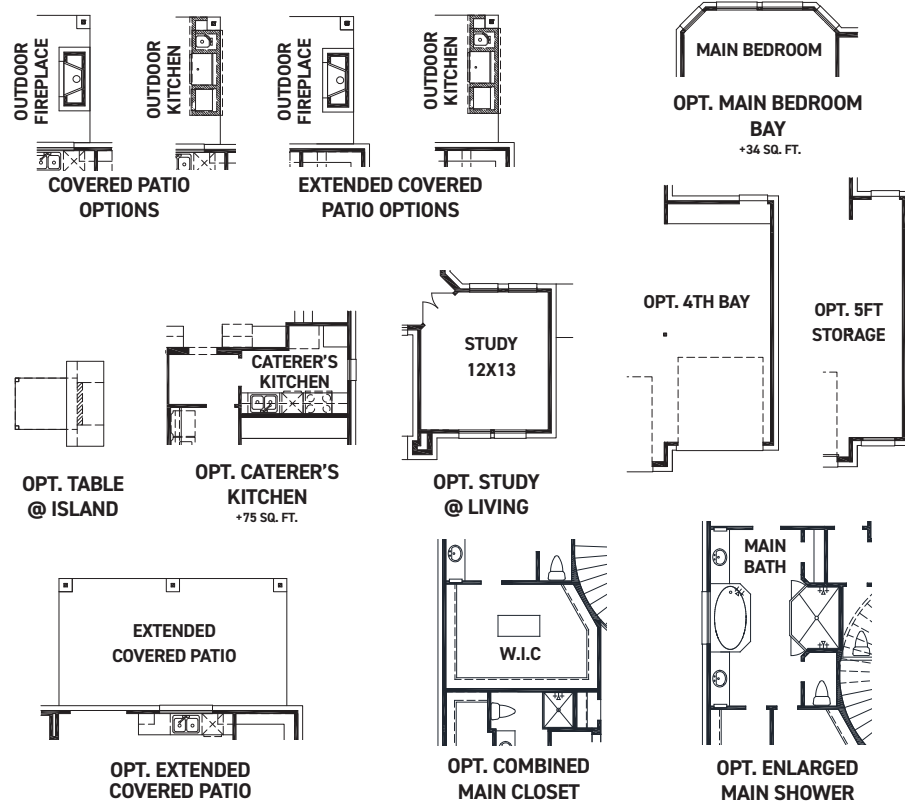 OUTDOOR
FIREPLACE
OUTDOOR
KITCHEN
COVERED PATIO
OPTIONS
OUTDOOR
FIREPLACE
OUTDOOR
KITCHEN
EXTENDED COVERED
PATIO OPTIONS
MAIN BEDROOM
OPT. MAIN BEDROOM
BAY
+34 SQ. FT.
OPT. TABLE
@ ISLAND
CATERER'S
KITCHEN
OPT. CATERER'S
KITCHEN
+75 SQ. FT.
STUDY
12X13
OPT. STUDY
@ LIVING
OPT. 4TH BAY
OPT. 5FT
STORAGE
EXTENDED
COVERED PATIO
OPT. EXTENDED
COVERED PATIO
W.I.C
OPT. COMBINED
MAIN CLOSET
MAIN
BATH
OPT. ENLARGED
MAIN SHOWER